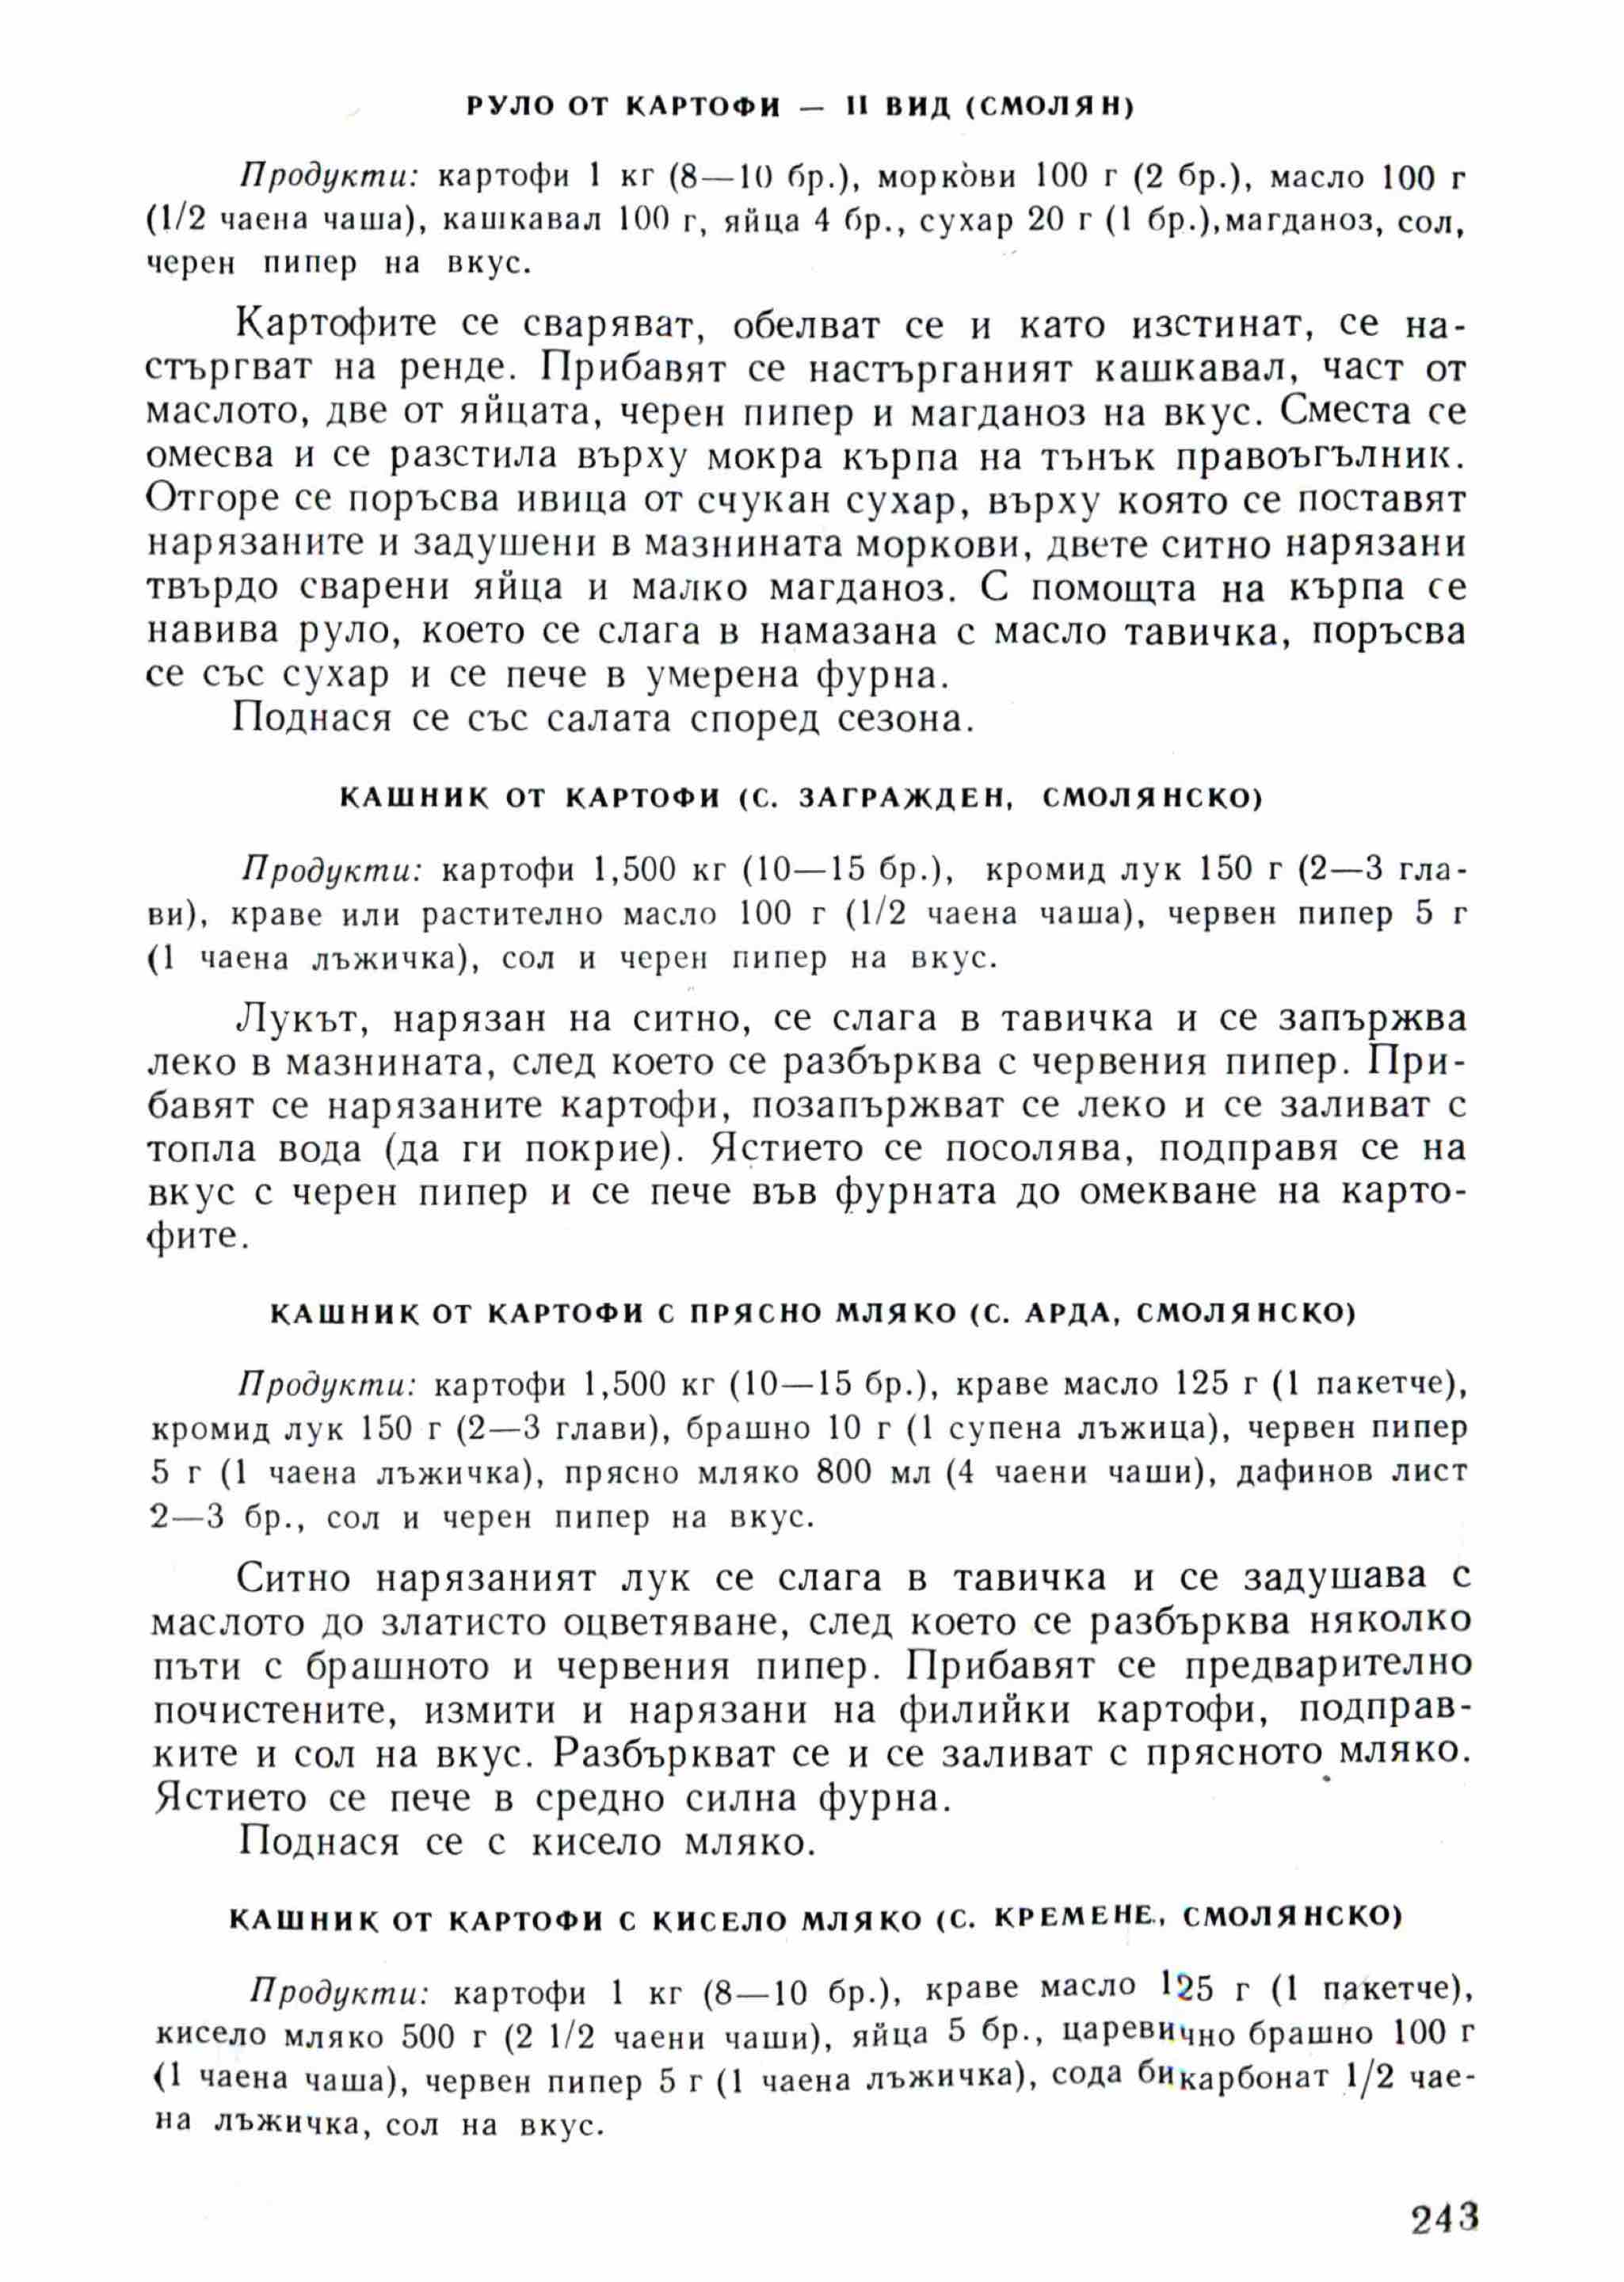 РУЛО ОТ КАРТОФИ — II ВИД (СМОЛЯН)
Продукти: картофи 1 кг (8—10 бр.), моркови 100 г (2 бр.), масло 100 г
(1/2 чаена чаша), кашкавал 100 г, яйца 4 бр., сухар 20 г (1 бр.), магданоз, сол,
черен пипер на вкус.
Картофите се сваряват, обелват се и като изстинат, се на-
стъргват на ренде. Прибавят се настърганият кашкавал, част от
маслото, две от яйцата, черен пипер и магданоз на вкус. Сместа се
омесва и се разстила върху мокра кърпа на тънък правоъгълник.
Отгоре се поръсва ивица от счукан сухар, върху която се поставят
нарязаните и задушени в мазнината моркови, двете ситно нарязани
твърдо сварени яйца и малко магданоз. С помощта на кърпа се
навива руло, което се слага в намазана с масло тавичка, поръсва
се със сухар и се пече в умерена фурна.
Поднася се със салата според сезона.
КАШНИК ОТ КАРТОФИ (С. ЗАГРАЖДЕН, СМОЛЯНСКО)
Продукти: картофи 1,500 кг (10—15 бр.), кромид лук 150 г (2—3 гла-
ви), краве или растително масло 100 г (1/2 чаена чаша), червен пипер 5 г
(1 чаена лъжичка), сол и черен пипер на вкус.
Лукът, нарязан на ситно, се слага в тавичка и се запържва
леко в мазнината, след което се разбърква с червения пипер. При-
бавят се нарязаните картофи, позапържват се леко и се заливат с
топла вода (да ги покрие). Ястието се посолява, подправя се на
вкус с черен пипер и се пече във фурната до омекване на карто-
фите.
КАШНИК ОТ КАРТОФИ С ПРЯСНО МЛЯКО (С. АРДА, СМОЛЯНСКО)
Продукти: картофи 1,500 кг (10—15 бр.), краве масло 125 г (1 пакетче),
кромид лук 150 г (2—3 глави), брашно 10 г (1 супена лъжица), червен пипер
5 г (1 чаена лъжичка), прясно мляко 800 мл (4 чаени чаши), дафинов лист
2—3 бр., сол и черен пипер на вкус.
Ситно нарязаният лук се слага в тавичка и се задушава с
маслото до златисто оцветяване, след което се разбърква няколко
пъти с брашното и червения пипер. Прибавят се предварително
почистените, измити и нарязани на филийки картофи, подправ-
ките и сол на вкус. Разбъркват се и се заливат с прясното мляко.
Ястието се пече в средно силна фурна.
Поднася се с кисело мляко.
КАШНИК ОТ КАРТОФИ С КИСЕЛО МЛЯКО (С. КРЕМЕНЕ, СМОЛЯНСКО)
Продукти: картофи 1 кг (8—10 бр.), краве масло 125 г (1 пакетче),
кисело мляко 500 г (2 1/2 чаени чаши), яйца 5 бр., царевично брашно 100 г
(1 чаена чаша), червен пипер 5 г (1 чаена лъжичка), сода бикарбонат 1/2 чае-
на лъжичка, сол на вкус.
243